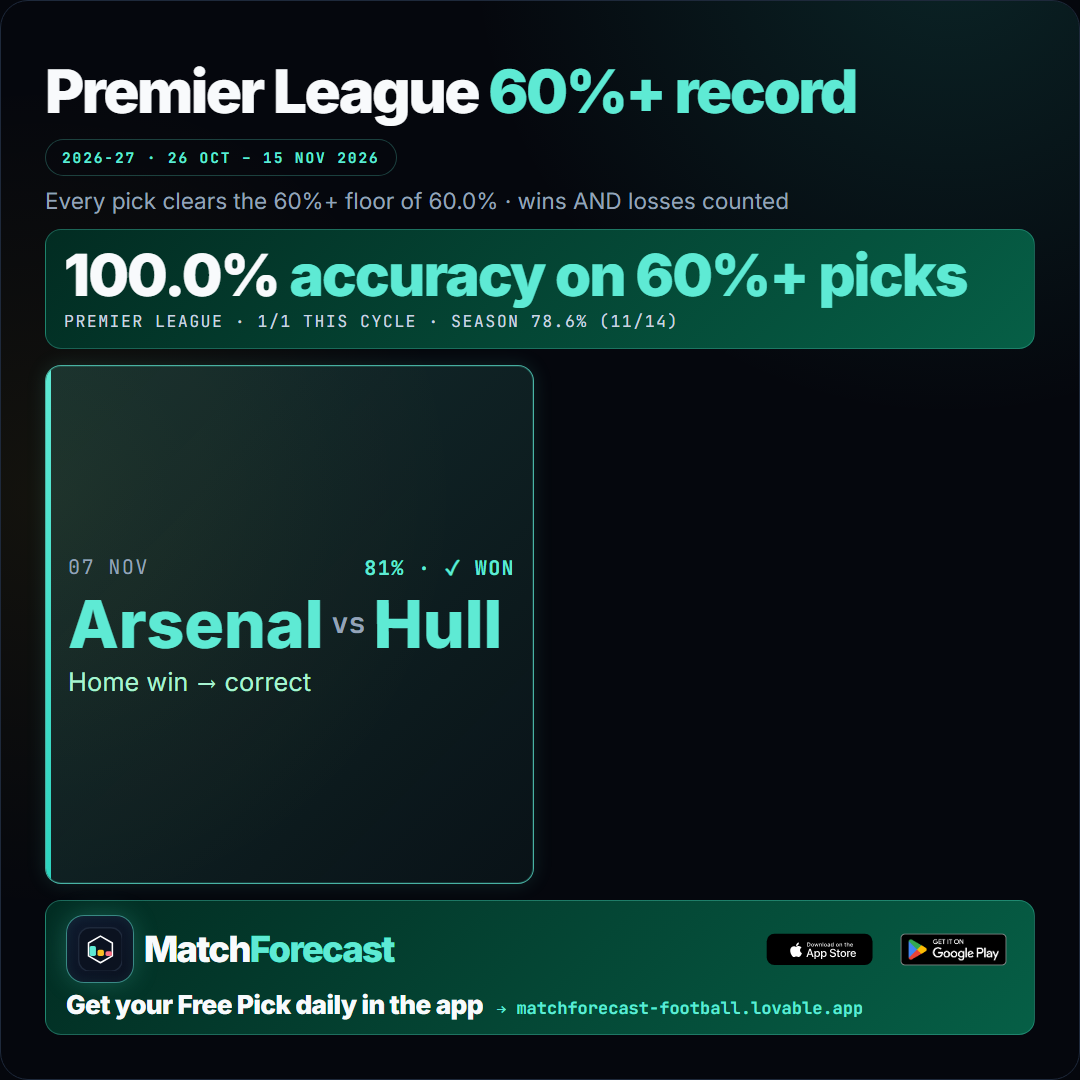 Premier League 60%+ record
2026-27 · 26 OCT – 15 NOV 2026
Every pick clears the 60%+ floor of 60.0% · wins AND losses counted
100.0% accuracy on 60%+ picks
PREMIER LEAGUE · 1/1 THIS CYCLE · SEASON 78.6% (11/14)
07 NOV 81% · ✓ WON
Arsenal vs Hull
Home win → correct
MatchForecast
Download on the
App Store
GET IT ON
Google Play
Get your Free Pick daily in the app → matchforecast-football.lovable.app